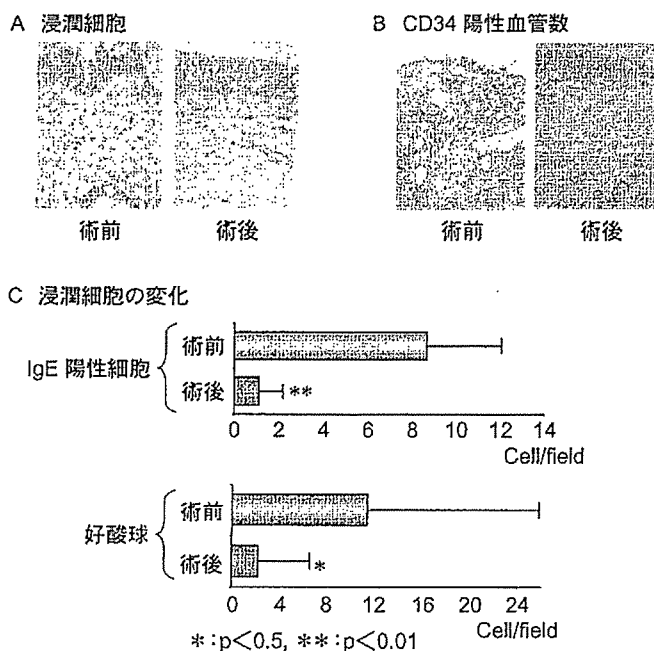 A 浸潤細胞
術前 術後
B CD34 陽性血管数
術前 術後
C 浸潤細胞の変化
IgE 陽性細胞
術前
術後 **
0 2 4 6 8 10 12 14
Cell/field
好酸球
術前
術後 *
0 4 8 12 16 20 24
Cell/field
*:p<0.5, **:p<0.01